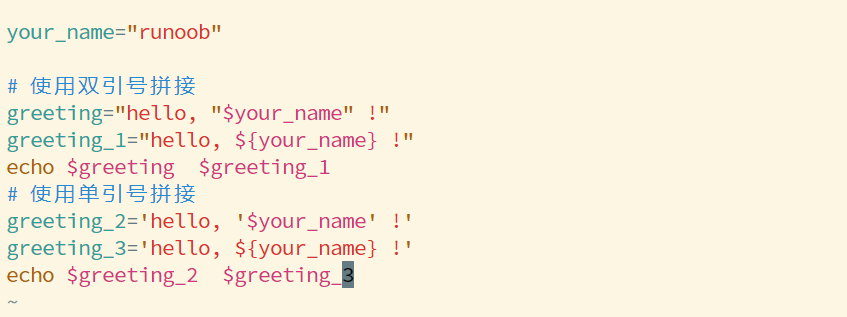 your_name="runoob"
# 使用双引号拼接
greeting="hello, "$your_name" !"
greeting_1="hello, ${your_name} !"
echo $greeting  $greeting_1
# 使用单引号拼接
greeting_2='hello, '$your_name' !'
greeting_3='hello, ${your_name} !'
echo $greeting_2  $greeting_3
~